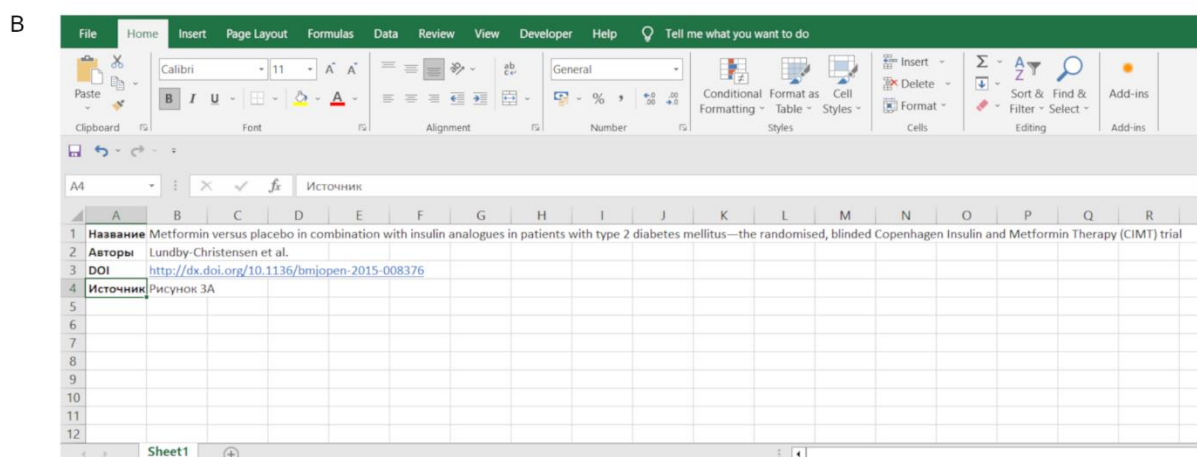 B
File Home Insert Page Layout Formulas Data Review View Developer Help Tell me what you want to do
Calibri 11 A A ab General Insert Σ A Z
Paste Delete
B I U A % , Conditional Format as Cell Sort & Find & Add-ins
Formatting Table Styles Format Filter Select
Clipboard Font Alignment Number Styles Cells Editing Add-ins
A4 fx Источник
A B C D E F G H I J K L M N O P Q R
1 Название Metformin versus placebo in combination with insulin analogues in patients with type 2 diabetes mellitus—the randomised, blinded Copenhagen Insulin and Metformin Therapy (CIMT) trial
2 Авторы Lundby-Christensen et al.
3 DOI http://dx.doi.org/10.1136/bmjopen-2015-008376
4 Источник Рисунок 3A
5
6
7
8
9
10
11
12
Sheet1